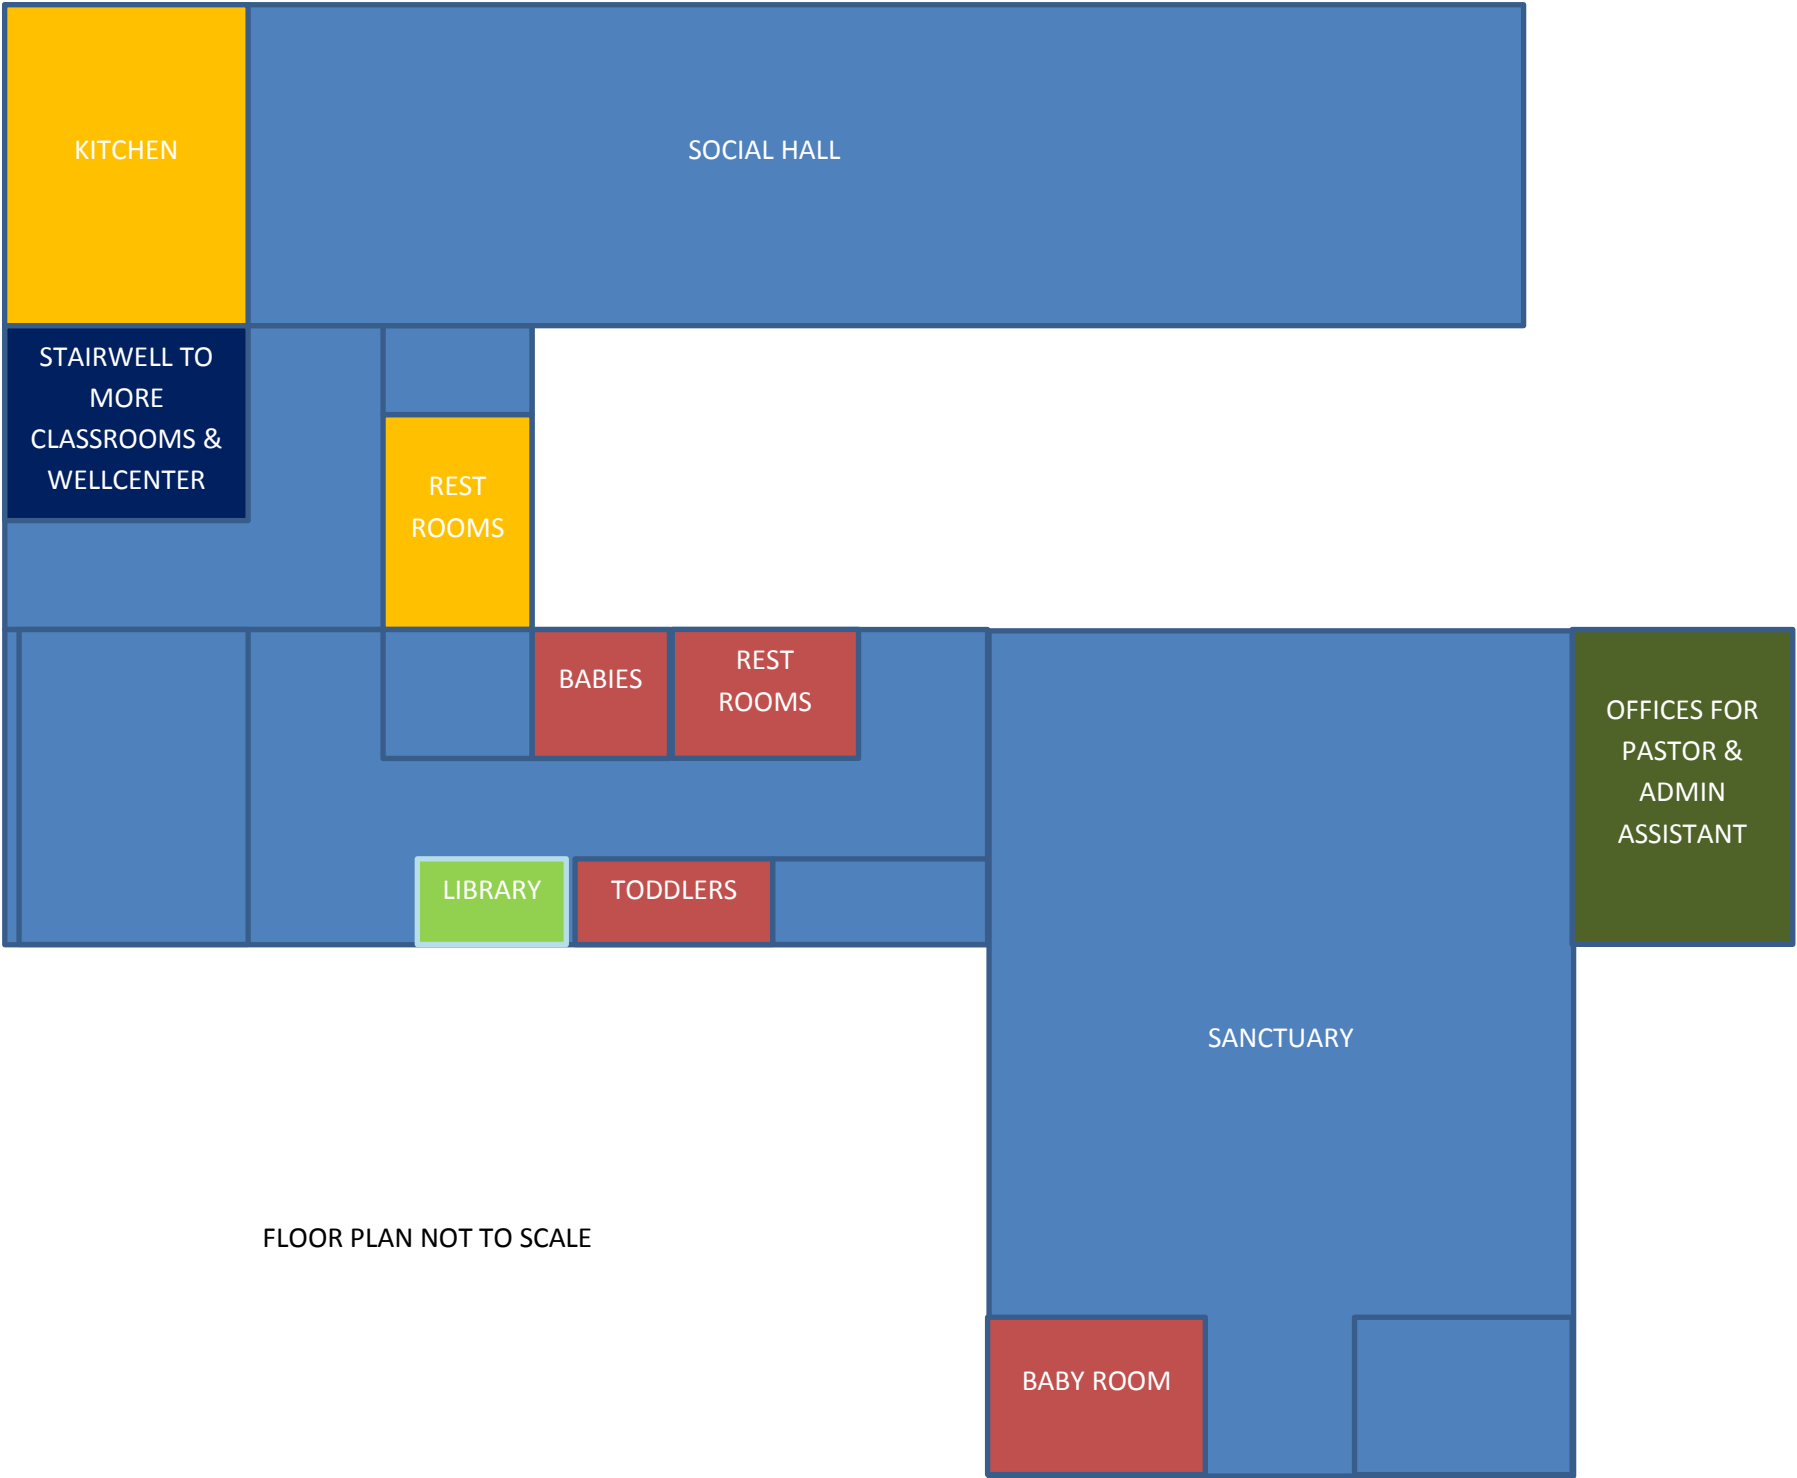 KITCHEN
SOCIAL HALL
STAIRWELL TO
MORE
CLASSROOMS &
WELLCENTER
REST
ROOMS
BABIES
REST
ROOMS
OFFICES FOR
PASTOR &
ADMIN
ASSISTANT
LIBRARY
TODDLERS
SANCTUARY
FLOOR PLAN NOT TO SCALE
BABY ROOM